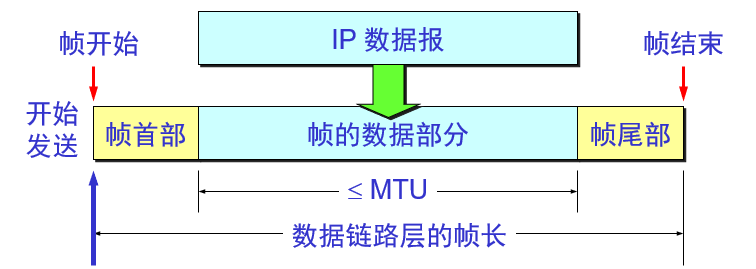 IP 数据报
帧开始
帧结束
开始
发送
帧首部
帧的数据部分
帧尾部
≤ MTU
数据链路层的帧长